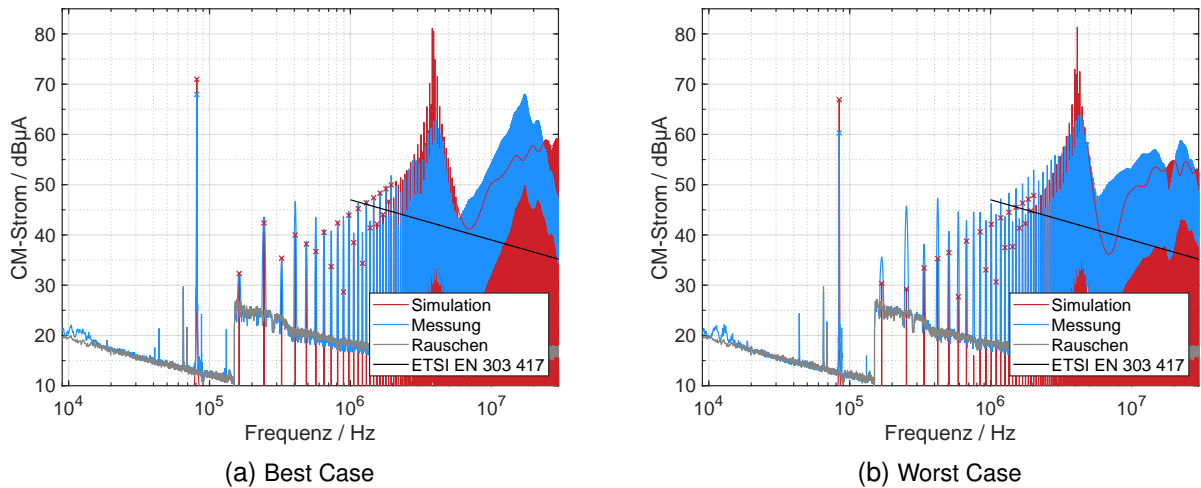 80
70
60
50
40
30
20
10
CM-Strom / dBµA
10^4
10^5
10^6
10^7
Frequenz / Hz
Simulation
Messung
Rauschen
ETSI EN 303 417
(a) Best Case
80
70
60
50
40
30
20
10
CM-Strom / dBµA
10^4
10^5
10^6
10^7
Frequenz / Hz
Simulation
Messung
Rauschen
ETSI EN 303 417
(b) Worst Case